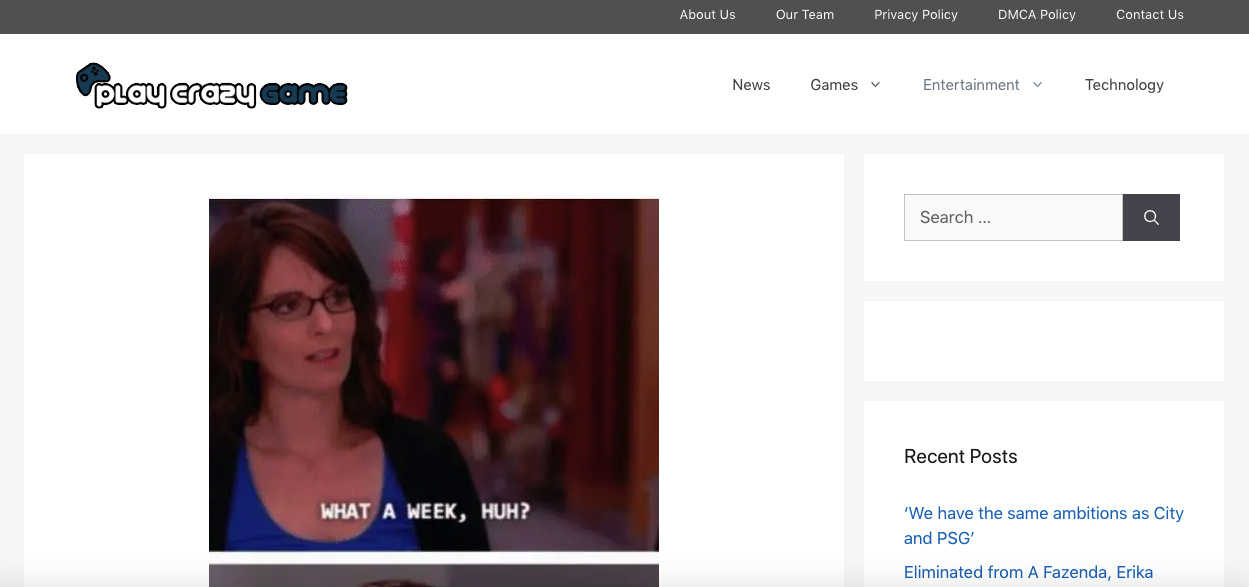 About Us Our Team Privacy Policy DMCA Policy Contact Us
play crazy game
News Games Entertainment Technology
Search ...
WHAT A WEEK, HUH?
Recent Posts
‘We have the same ambitions as City
and PSG’
Eliminated from A Fazenda, Erika